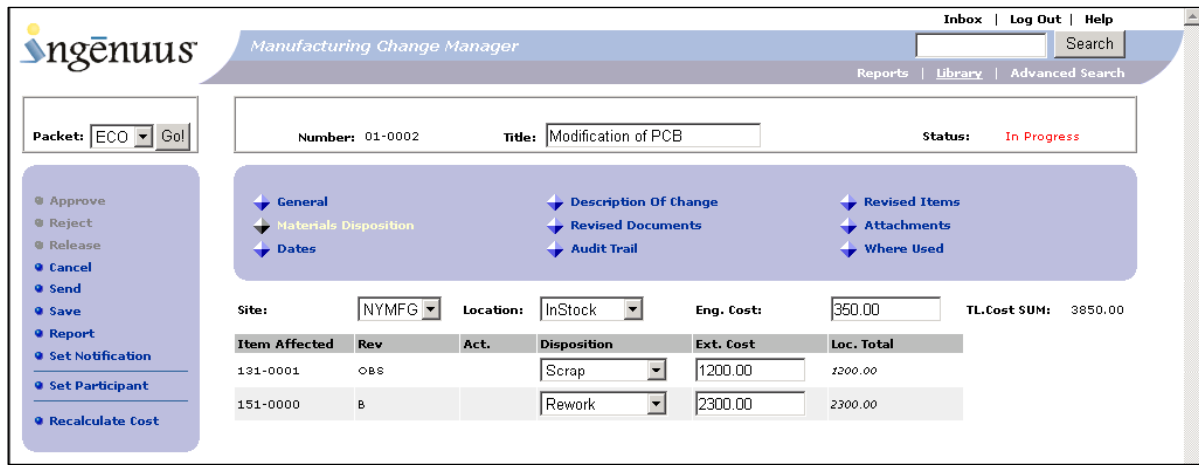 Inbox | Log Out | Help
ingēnuus
Manufacturing Change Manager
Search
Reports | Library | Advanced Search
Packet: ECO Go!
Number: 01-0002 Title: Modification of PCB Status: In Progress
Approve
Reject
Release
Cancel
Send
Save
Report
Set Notification
Set Participant
Recalculate Cost
General Description Of Change Revised Items
Materials Disposition Revised Documents Attachments
Dates Audit Trail Where Used
Site: NYMFG Location: InStock Eng. Cost: 350.00 TL.Cost SUM: 3850.00
Item Affected Rev Act. Disposition Ext. Cost Loc. Total
131-0001 OBS Scrap 1200.00 1200.00
151-0000 B Rework 2300.00 2300.00